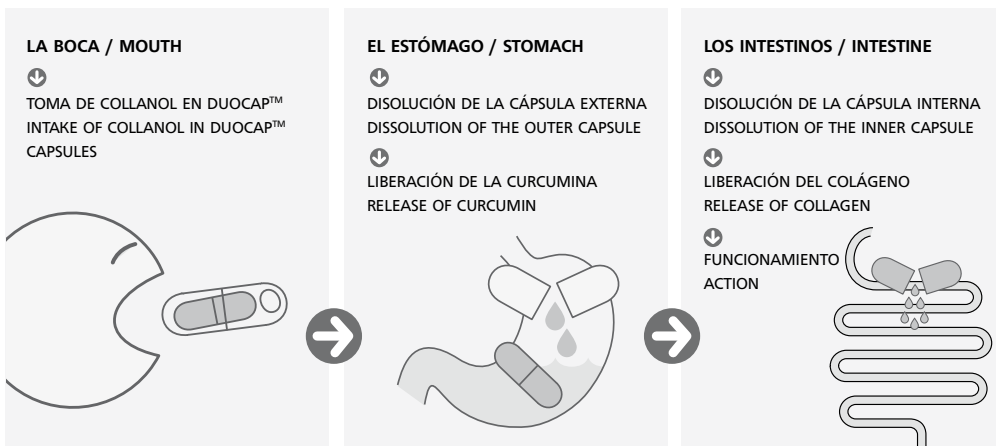 LA BOCA / MOUTH
TOMA DE COLLANOL EN DUOCAP™
INTAKE OF COLLANOL IN DUOCAP™
CAPSULES
EL ESTÓMAGO / STOMACH
DISOLUCIÓN DE LA CÁPSULA EXTERNA
DISSOLUTION OF THE OUTER CAPSULE
LIBERACIÓN DE LA CURCUMINA
RELEASE OF CURCUMIN
LOS INTESTINOS / INTESTINE
DISOLUCIÓN DE LA CÁPSULA INTERNA
DISSOLUTION OF THE INNER CAPSULE
LIBERACIÓN DEL COLÁGENO
RELEASE OF COLLAGEN
FUNCIONAMIENTO
ACTION